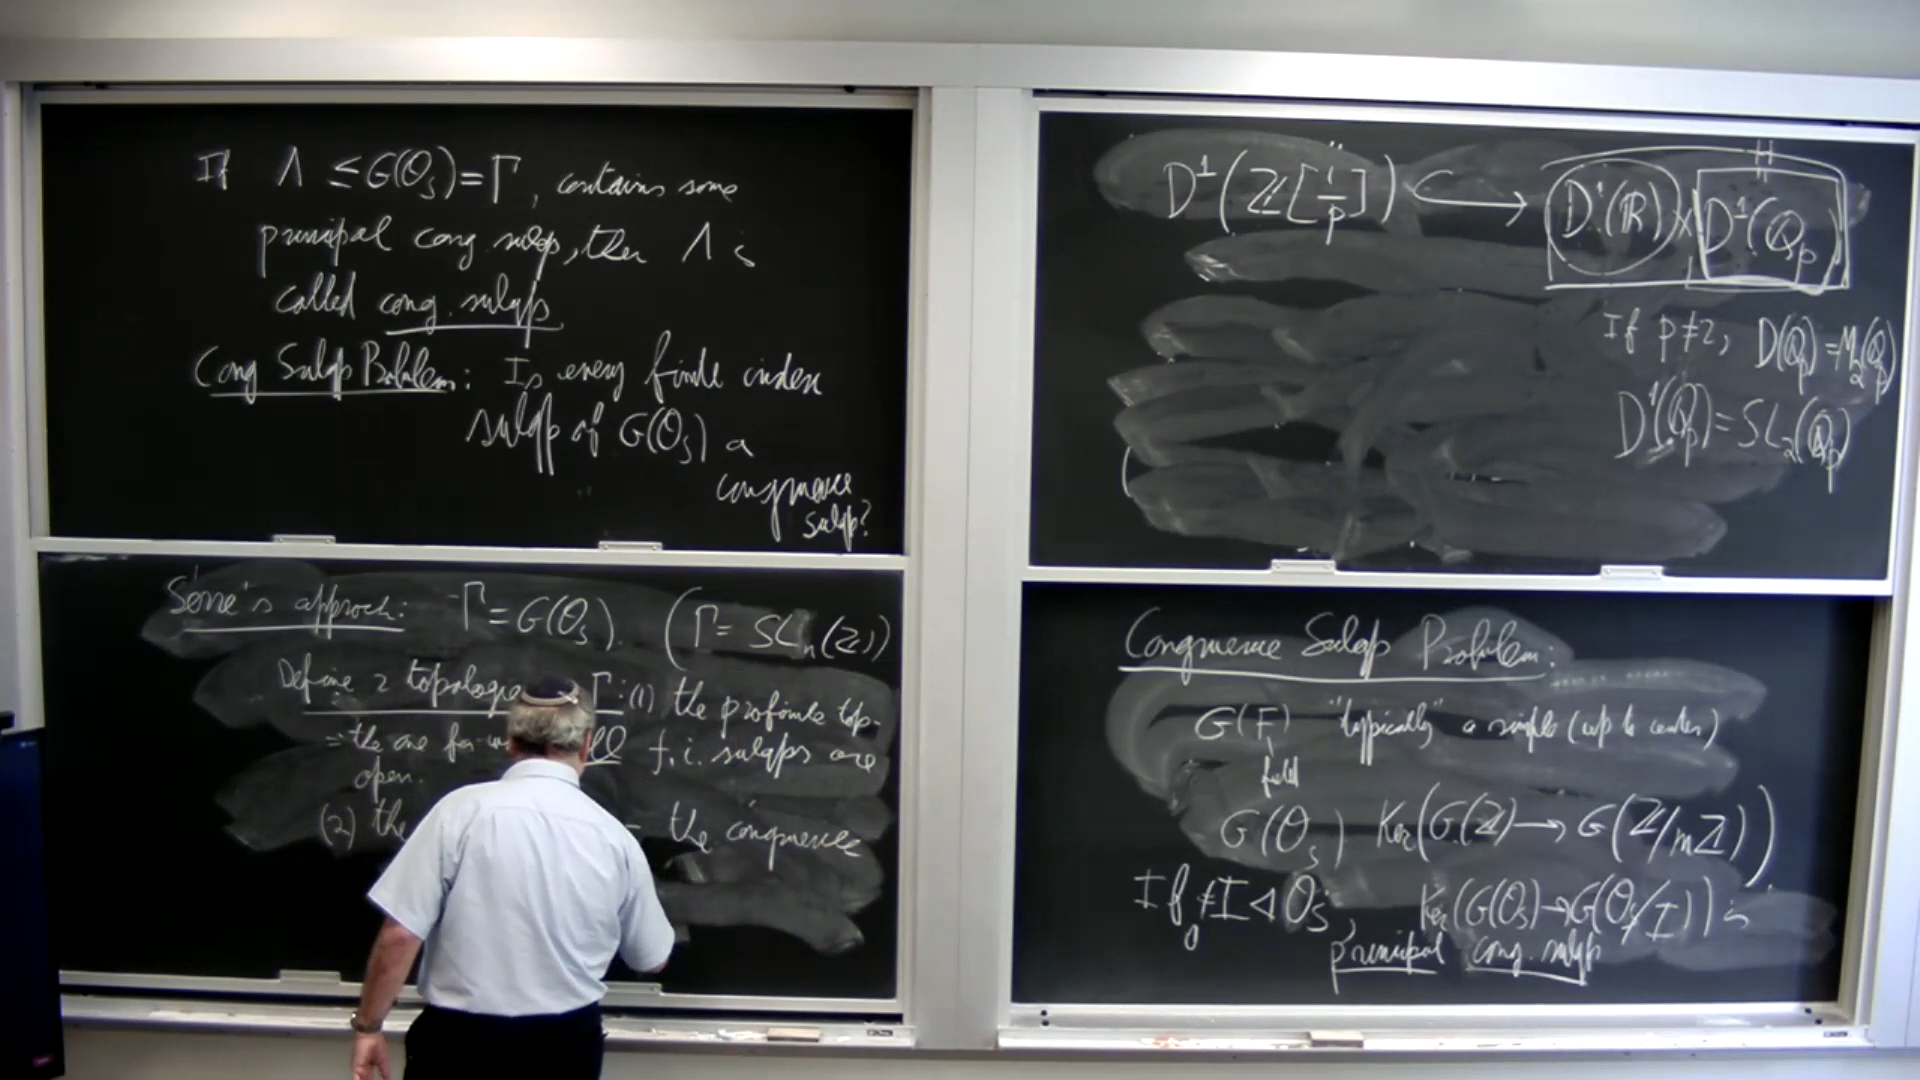 If Λ ≤ G(O_S) = Γ, contains some
principal cong subgp, then Λ is
called cong. subgp.
Cong Subgp Problem: Is every finite index
subgp of G(O_S) a
congruence
subgp?
Serre's approch: Γ = G(O_S). (Γ = SL_n(Z))
Define 2 topologie Γ: (1) the profinite top.
= the one for all f.i. subgps are
open.
(2) the = the congruence
D^1(Z[1/p]) ↪ D^1(R) × D^1(Q_p)
If p≠2, D(Q_p) = M_2(Q_p)
D^1(Q_p) = SL_2(Q_p)
Congruence Subgp Problem:
G(F) "typically" a simple (up to center)
field
G(O_S) Ker(G(Z) → G(Z/mZ))
If 0≠I ◁ O_S, Ker(G(O_S) → G(O_S/I)) is
principal cong. subgp